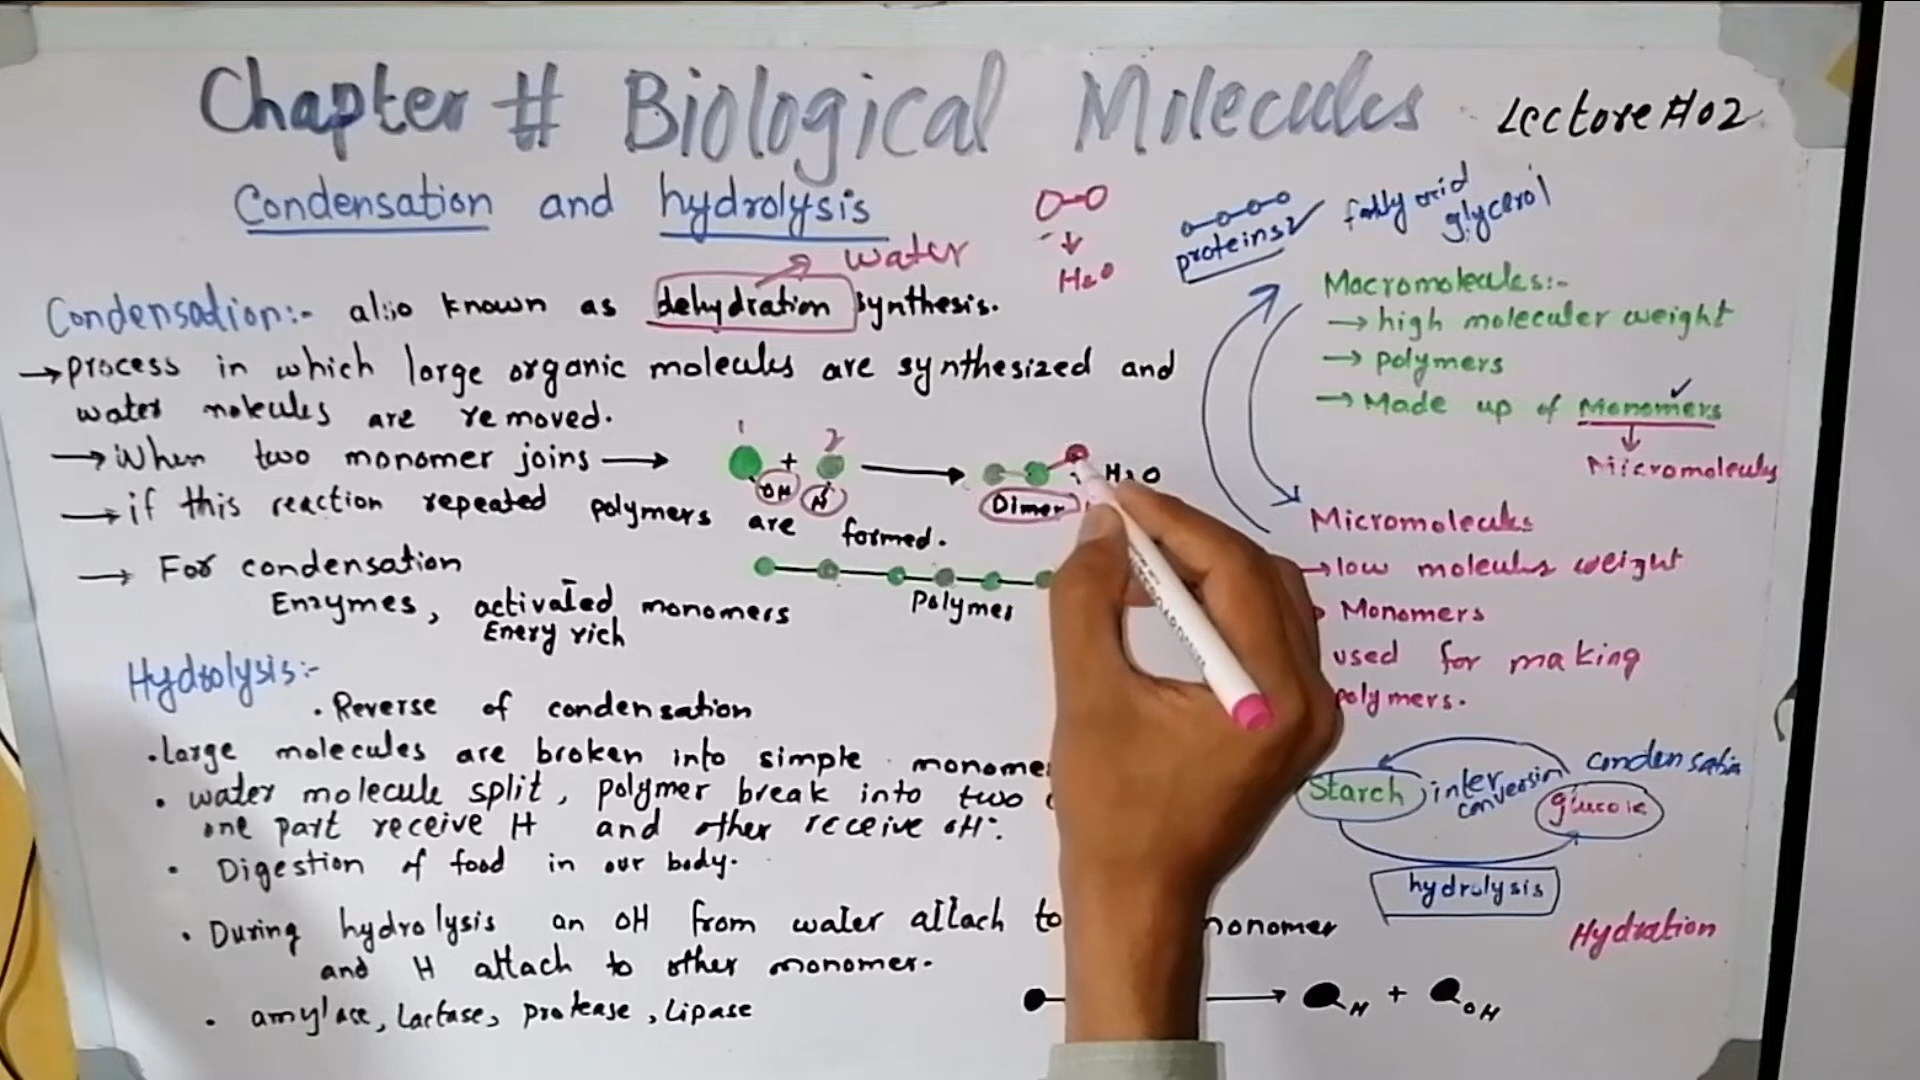 Chapter # Biological Molecules
Lecture #02
Condensation and hydrolysis
water
H2O
proteins
fatty acid
glycerol
Condensation:- also known as dehydration synthesis.
→ process in which large organic molecules are synthesized and
water molecules are removed.
→ When two monomer joins →
1 + 2
OH H
Dimer
H2O
→ if this reaction repeated polymers are formed.
→ For condensation
Enzymes, activated monomers
Enery rich
Polymer
Macromolecules:-
→ high moleculer weight
→ polymers
→ Made up of Monomers
Micromolecules
→ low molecular weight
Monomers
used for making
polymers.
Hydrolysis:-
. Reverse of condensation
. Large molecules are broken into simple
. water molecule split, polymer break into two
one part receive H and other receive OH.
. Digestion of food in our body.
. During hydrolysis an OH from water attach to monomer
and H attach to other monomer.
. amylase, Lactase, protease, Lipase
Starch
inter
conversion
glucose
condensatin
hydrolysis
Hydration
→ H + OH